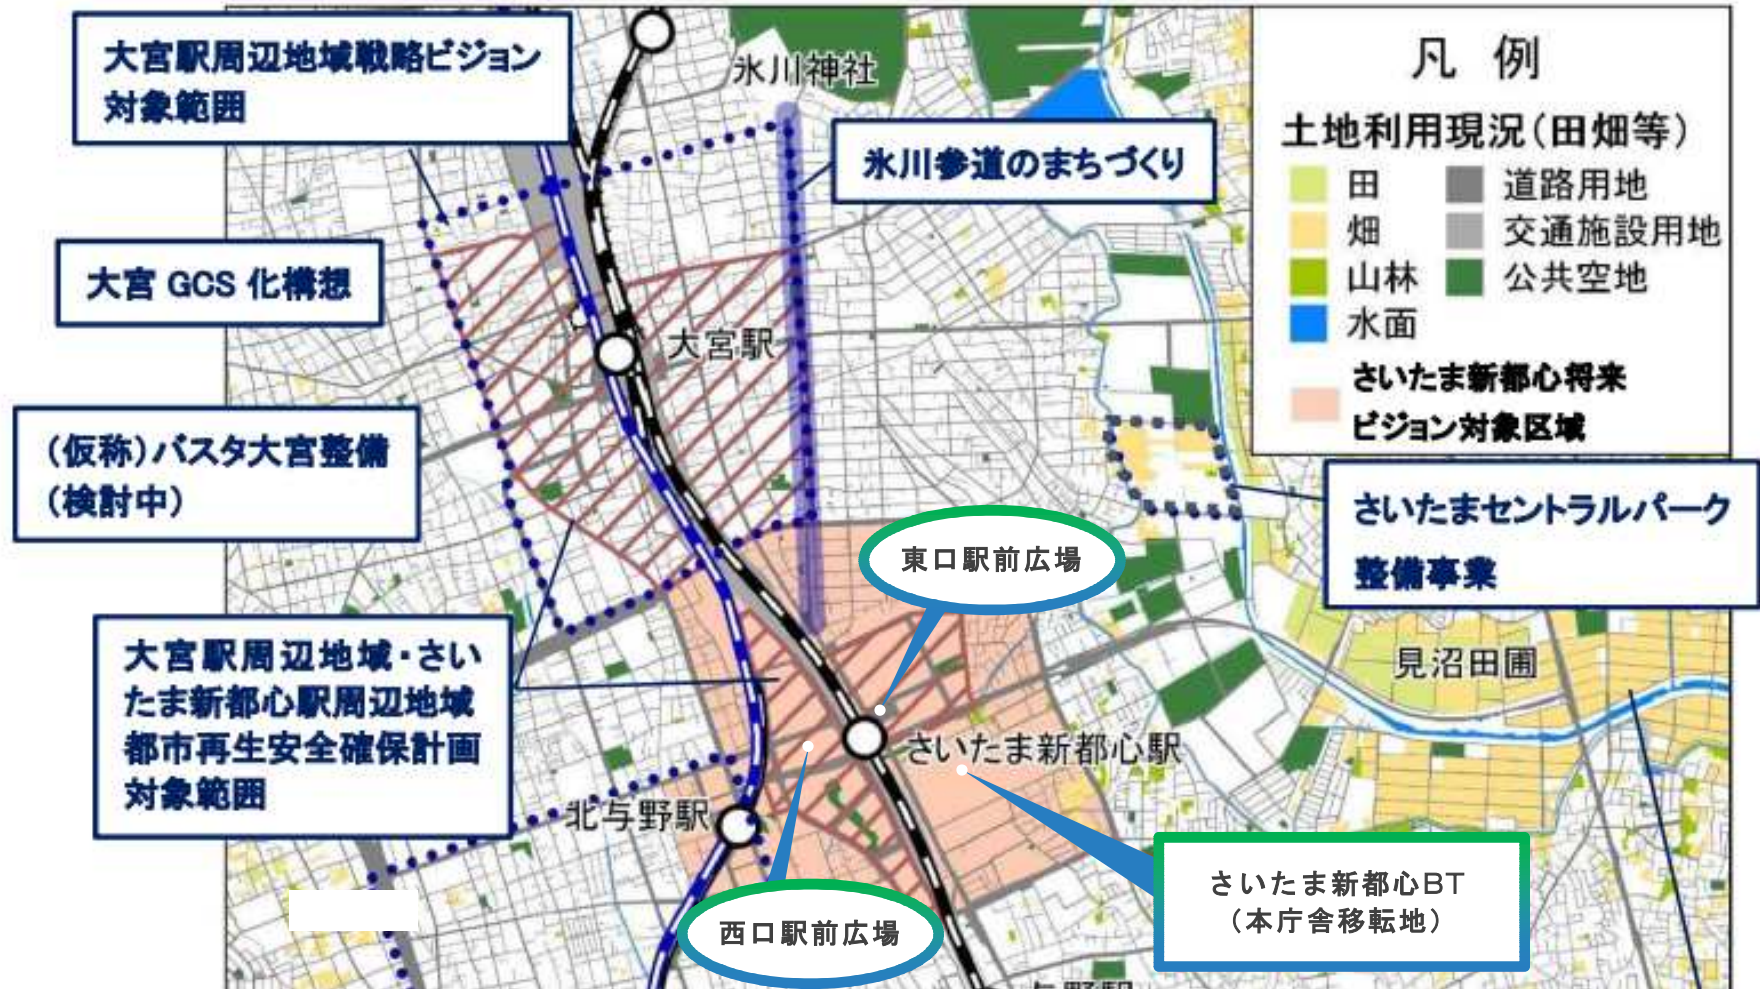 大宮駅周辺地域戦略ビジョン
対象範囲
氷川神社
氷川参道のまちづくり
大宮 GCS 化構想
大宮駅
(仮称)バスタ大宮整備
(検討中)
凡 例
土地利用現況(田畑等)
田
道路用地
畑
交通施設用地
山林
公共空地
水面
さいたま新都心将来
ビジョン対象区域
さいたまセントラルパーク
整備事業
東口駅前広場
大宮駅周辺地域・さい
たま新都心駅周辺地域
都市再生安全確保計画
対象範囲
見沼田圃
さいたま新都心駅
北与野駅
西口駅前広場
さいたま新都心BT
(本庁舎移転地)